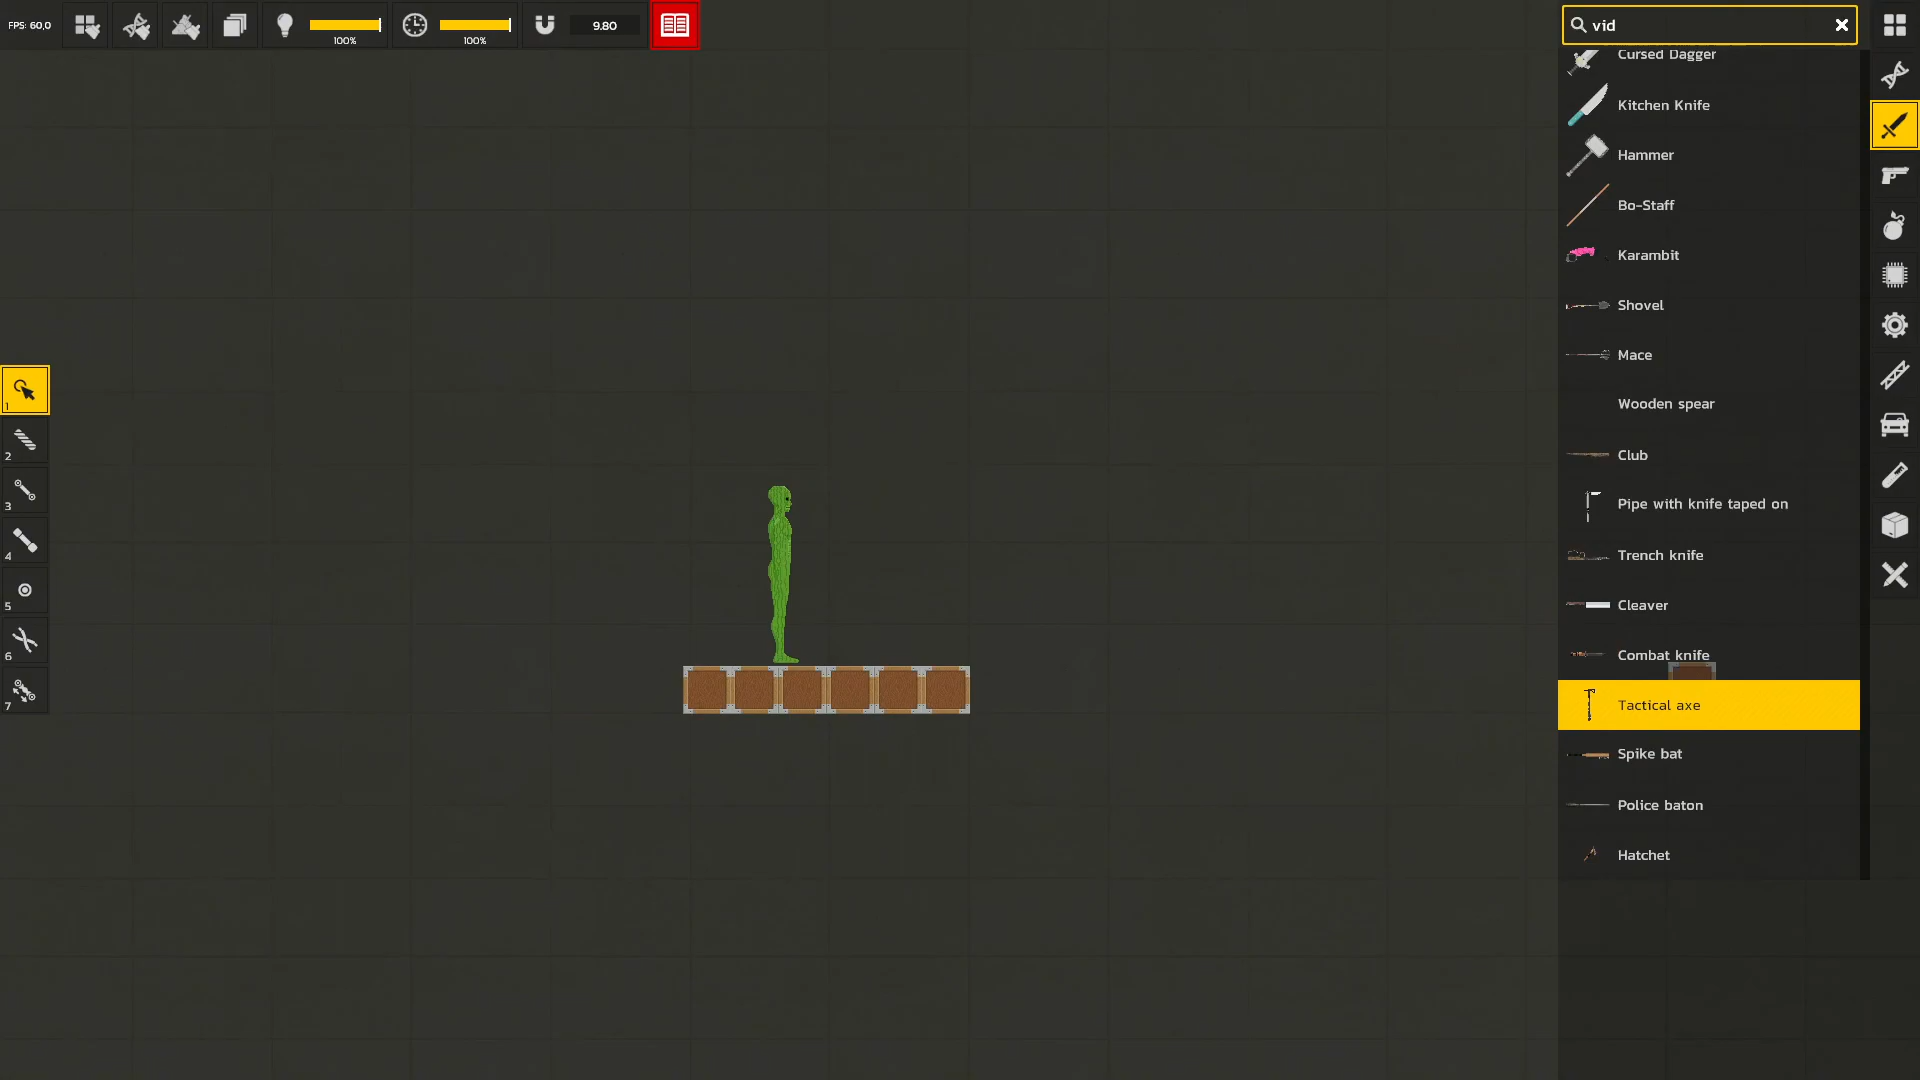 FPS: 60,0
100%
100%
9.80
vid
Cursed Dagger
Kitchen Knife
Hammer
Bo-Staff
Karambit
Shovel
Mace
Wooden spear
Club
Pipe with knife taped on
Trench knife
Cleaver
Combat knife
Tactical axe
Spike bat
Police baton
Hatchet
1
2
3
4
5
6
7